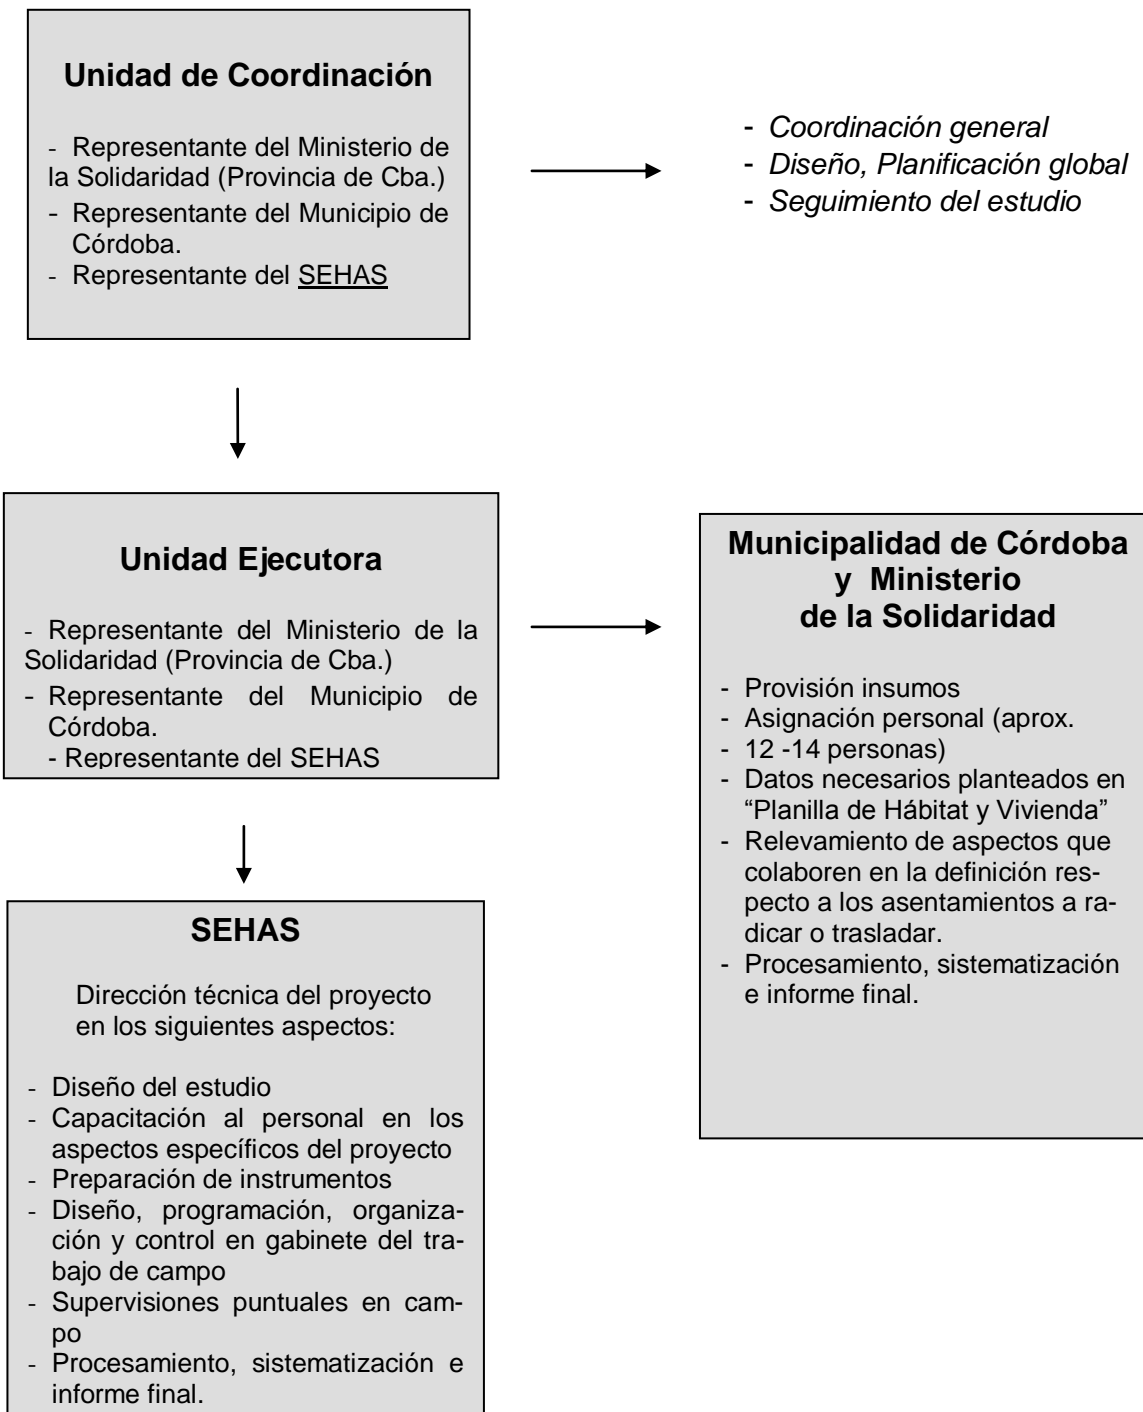 Unidad de Coordinación
- Representante del Ministerio de
la Solidaridad (Provincia de Cba.)
- Representante del Municipio de
Córdoba.
- Representante del SEHAS
- Coordinación general
- Diseño, Planificación global
- Seguimiento del estudio
Unidad Ejecutora
- Representante del Ministerio de la
Solidaridad (Provincia de Cba.)
- Representante del Municipio de
Córdoba.
- Representante del SEHAS
Municipalidad de Córdoba
y Ministerio
de la Solidaridad
- Provisión insumos
- Asignación personal (aprox.
- 12 -14 personas)
- Datos necesarios planteados en
“Planilla de Hábitat y Vivienda”
- Relevamiento de aspectos que
colaboren en la definición res-
pecto a los asentamientos a ra-
dicar o trasladar.
- Procesamiento, sistematización
e informe final.
SEHAS
Dirección técnica del proyecto
en los siguientes aspectos:
- Diseño del estudio
- Capacitación al personal en los
aspectos específicos del proyecto
- Preparación de instrumentos
- Diseño, programación, organiza-
ción y control en gabinete del tra-
bajo de campo
- Supervisiones puntuales en cam-
po
- Procesamiento, sistematización e
informe final.